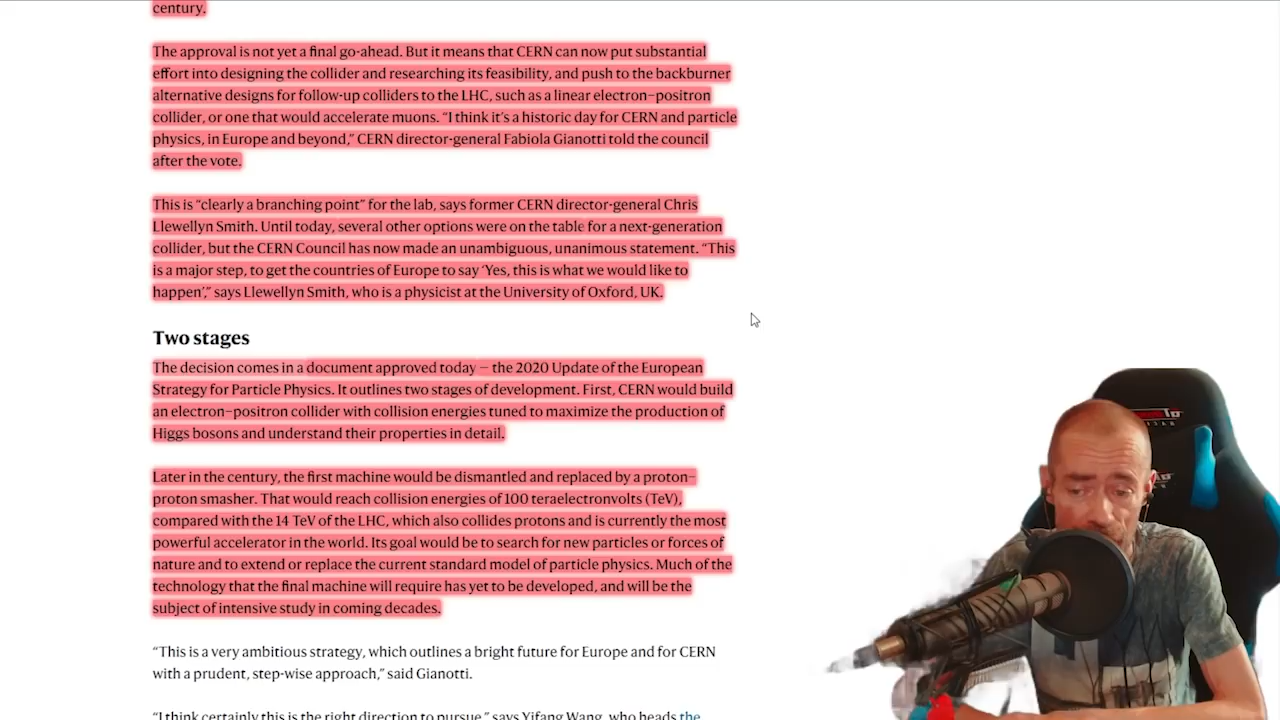 century.
The approval is not yet a final go-ahead. But it means that CERN can now put substantial
effort into designing the collider and researching its feasibility, and push to the backburner
alternative designs for follow-up colliders to the LHC, such as a linear electron–positron
collider, or one that would accelerate muons. “I think it’s a historic day for CERN and particle
physics, in Europe and beyond,” CERN director-general Fabiola Gianotti told the council
after the vote.
This is “clearly a branching point” for the lab, says former CERN director-general Chris
Llewellyn Smith. Until today, several other options were on the table for a next-generation
collider, but the CERN Council has now made an unambiguous, unanimous statement. “This
is a major step, to get the countries of Europe to say ‘Yes, this is what we would like to
happen’,” says Llewellyn Smith, who is a physicist at the University of Oxford, UK.
Two stages
The decision comes in a document approved today — the 2020 Update of the European
Strategy for Particle Physics. It outlines two stages of development. First, CERN would build
an electron–positron collider with collision energies tuned to maximize the production of
Higgs bosons and understand their properties in detail.
Later in the century, the first machine would be dismantled and replaced by a proton–
proton smasher. That would reach collision energies of 100 teraelectronvolts (TeV),
compared with the 14 TeV of the LHC, which also collides protons and is currently the most
powerful accelerator in the world. Its goal would be to search for new particles or forces of
nature and to extend or replace the current standard model of particle physics. Much of the
technology that the final machine will require has yet to be developed, and will be the
subject of intensive study in coming decades.
“This is a very ambitious strategy, which outlines a bright future for Europe and for CERN
with a prudent, step-wise approach,” said Gianotti.
“I think certainly this is the right direction to pursue,” says Yifang Wang, who heads the